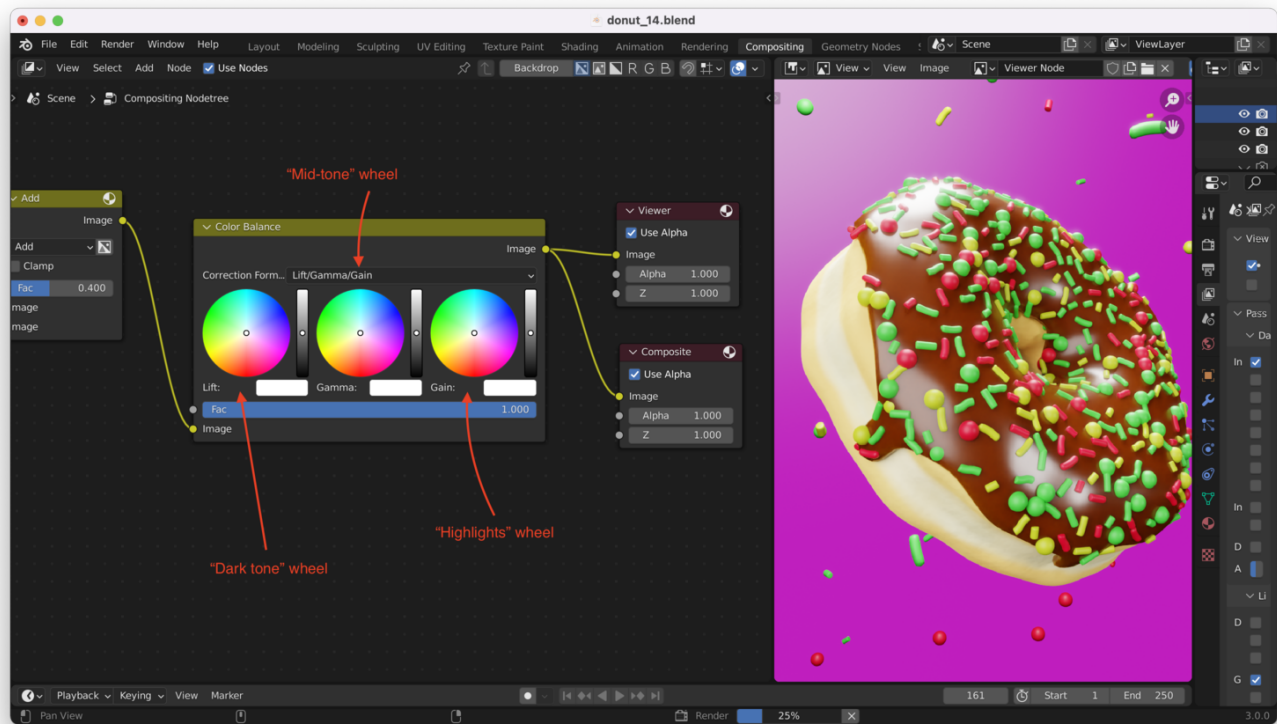 donut_14.blend
File Edit Render Window Help Layout Modeling Sculpting UV Editing Texture Paint Shading Animation Rendering Compositing Geometry Nodes Scene ViewLayer
View Select Add Node Use Nodes Backdrop R G B View View Image Viewer Node
Scene > Compositing Nodetree
"Mid-tone" wheel
Add
Image
Add
Clamp
Fac 0.400
mage
mage
Color Balance
Image
Correction Form... Lift/Gamma/Gain
Lift: Gamma: Gain:
Fac 1.000
Image
Viewer
Use Alpha
Image
Alpha 1.000
Z 1.000
Composite
Use Alpha
Image
Alpha 1.000
Z 1.000
"Highlights" wheel
"Dark tone" wheel
View
Pass
Da
In
In
D
A
Li
D
G
Playback Keying View Marker 161 Start 1 End 250
Pan View Render 25% 3.0.0